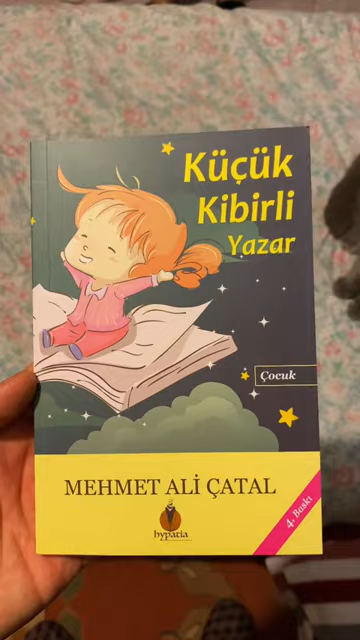 Küçük
Kibirli
Yazar
Çocuk
MEHMET ALİ ÇATAL
hypatia
4. Baskı